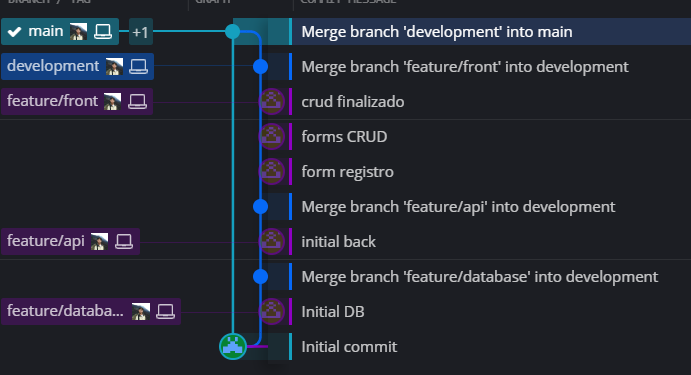 BRANCH / TAG GRAPH COMMIT MESSAGE
main +1 Merge branch 'development' into main
development Merge branch 'feature/front' into development
feature/front crud finalizado
forms CRUD
form registro
Merge branch 'feature/api' into development
feature/api initial back
Merge branch 'feature/database' into development
feature/databa... Initial DB
Initial commit